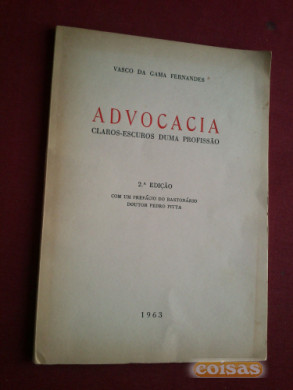 VASCO DA GAMA FERNANDES
ADVOCACIA
CLAROS-ESCUROS DUMA PROFISSÃO
2.ª EDIÇÃO
COM UM PREFÁCIO DO BASTONÁRIO
DOUTOR PEDRO PITTA
1963
coisas